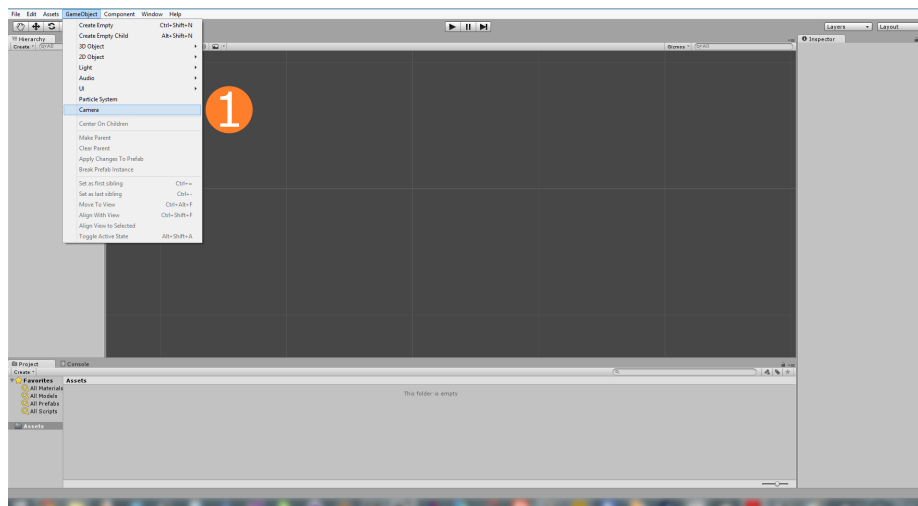 File Edit Assets GameObject Component Window Help
Layers Layout
Hierarchy
Create All
Gizmos All
Inspector
Create Empty Ctrl+Shift+N
Create Empty Child Alt+Shift+N
3D Object
2D Object
Light
Audio
UI
Particle System
Camera
1
Center On Children
Make Parent
Clear Parent
Apply Changes To Prefab
Break Prefab Instance
Set as first sibling Ctrl+=
Set as last sibling Ctrl+-
Move To View Ctrl+Alt+F
Align With View Ctrl+Shift+F
Align View to Selected
Toggle Active State Alt+Shift+A
Project Console
Create
Favorites Assets
All Materials
All Models
All Prefabs
All Scripts
This folder is empty
Assets